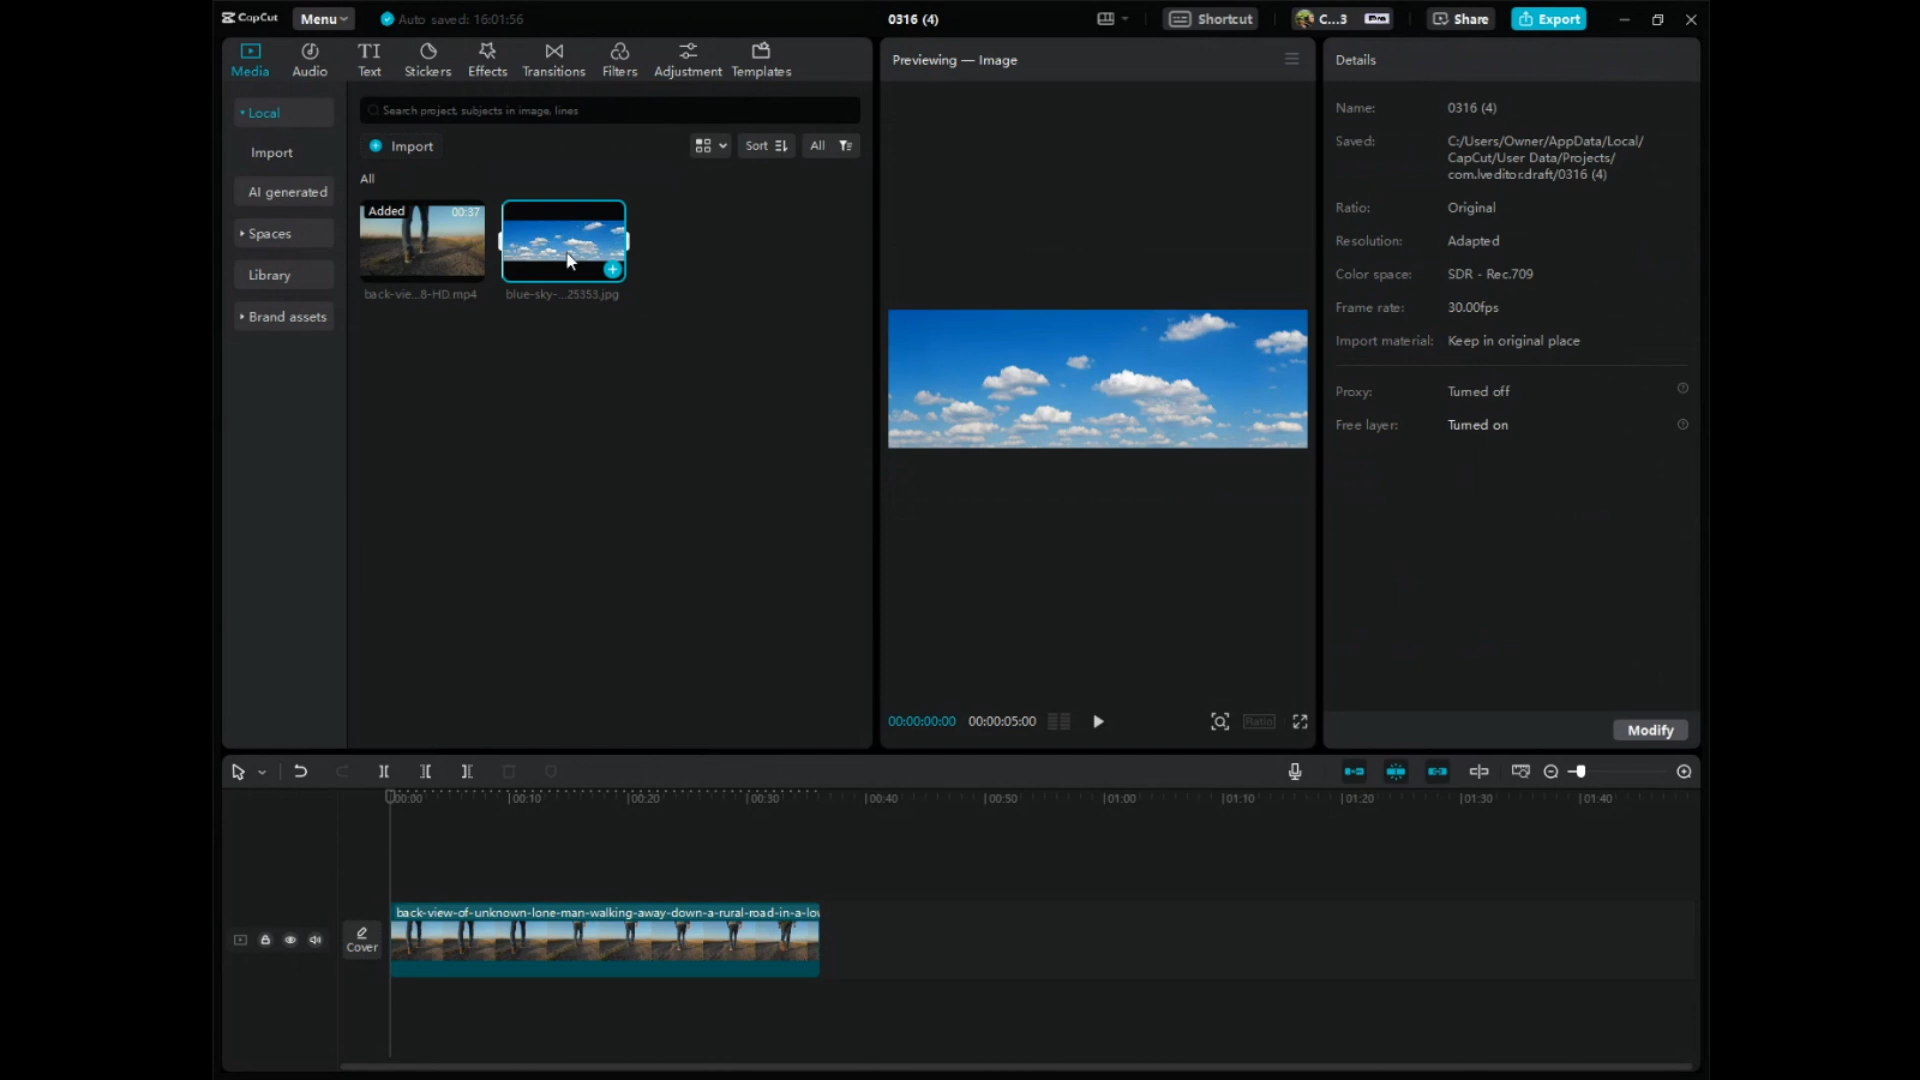 CapCut
Menu
Auto saved: 16:01:56
0316 (4)
Shortcut
C...3
Pro
Share
Export
Media
Audio
TI
Text
Stickers
Effects
Transitions
Filters
Adjustment
Templates
Local
Import
AI generated
Spaces
Library
Brand assets
Search project, subjects in image, lines
Import
Sort
All
All
Added
00:37
back-vie...8-HD.mp4
blue-sky-...25353.jpg
Previewing — Image
00:00:00:00
00:00:05:00
Ratio
Details
Name: 0316 (4)
Saved: C:/Users/Owner/AppData/Local/
CapCut/User Data/Projects/
com.lveditor.draft/0316 (4)
Ratio: Original
Resolution: Adapted
Color space: SDR - Rec.709
Frame rate: 30.00fps
Import material: Keep in original place
Proxy: Turned off
Free layer: Turned on
Modify
00:00
00:10
00:20
00:30
00:40
00:50
01:00
01:10
01:20
01:30
01:40
Cover
back-view-of-unknown-lone-man-walking-away-down-a-rural-road-in-a-lov